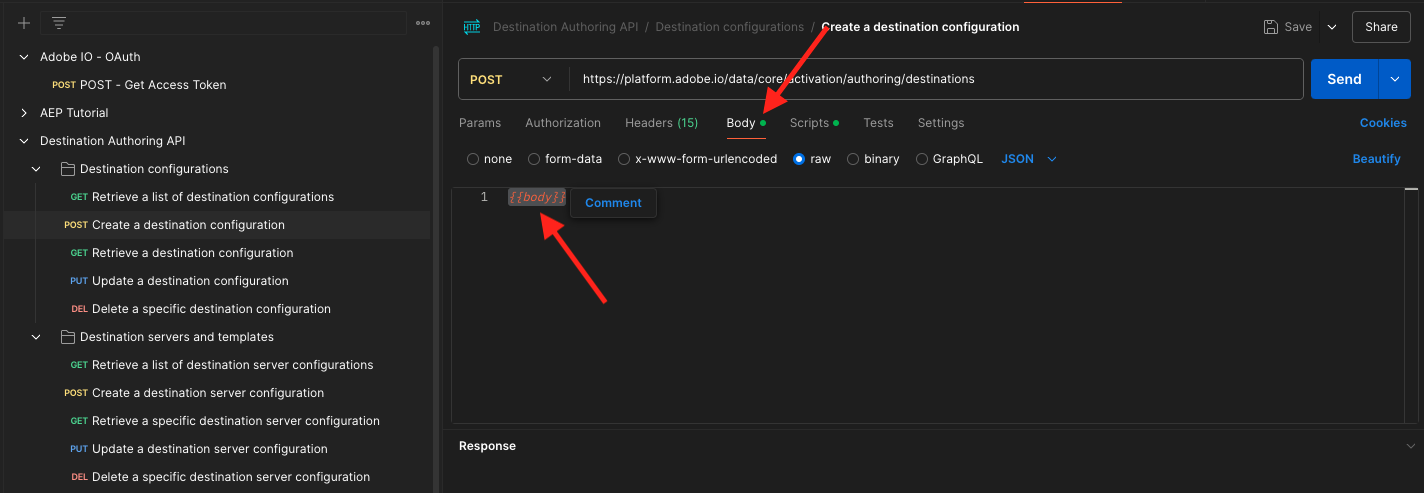 Adobe IO - OAuth
POST POST - Get Access Token
AEP Tutorial
Destination Authoring API
Destination configurations
GET Retrieve a list of destination configurations
POST Create a destination configuration
GET Retrieve a destination configuration
PUT Update a destination configuration
DEL Delete a specific destination configuration
Destination servers and templates
GET Retrieve a list of destination server configurations
POST Create a destination server configuration
GET Retrieve a specific destination server configuration
PUT Update a destination server configuration
DEL Delete a specific destination server configuration
HTTP Destination Authoring API / Destination configurations / Create a destination configuration Save Share
POST https://platform.adobe.io/data/core/activation/authoring/destinations Send
Params Authorization Headers (15) Body Scripts Tests Settings Cookies
none form-data x-www-form-urlencoded raw binary GraphQL JSON Beautify
1 {{body}} Comment
Response